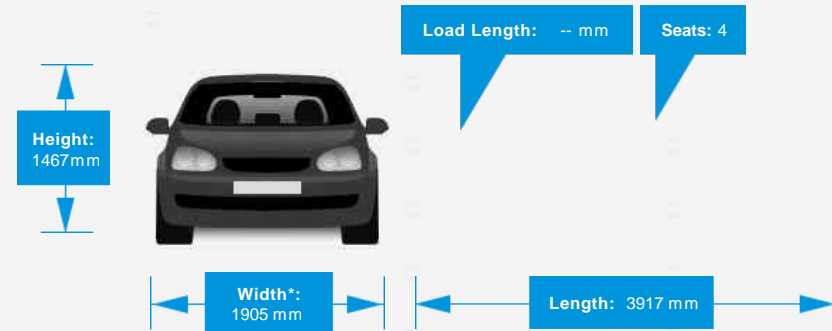 Load Length: -- mm
Seats: 4
Height:
1467mm
Width*:
1905 mm
Length: 3917 mm